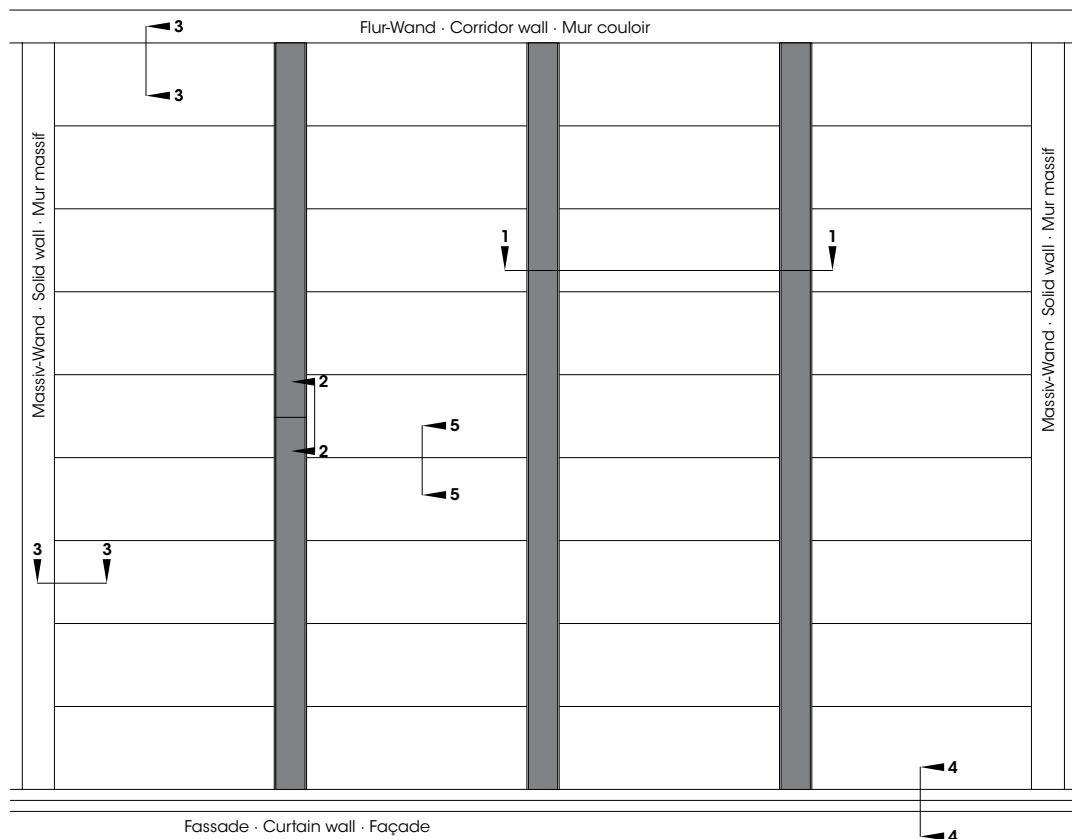 3
Flur-Wand · Corridor wall · Mur couloir
3
Massiv-Wand · Solid wall · Mur massif
Massiv-Wand · Solid wall · Mur massif
1 1
2
5
2
5
3 3
4
Fassade · Curtain wall · Façade
4